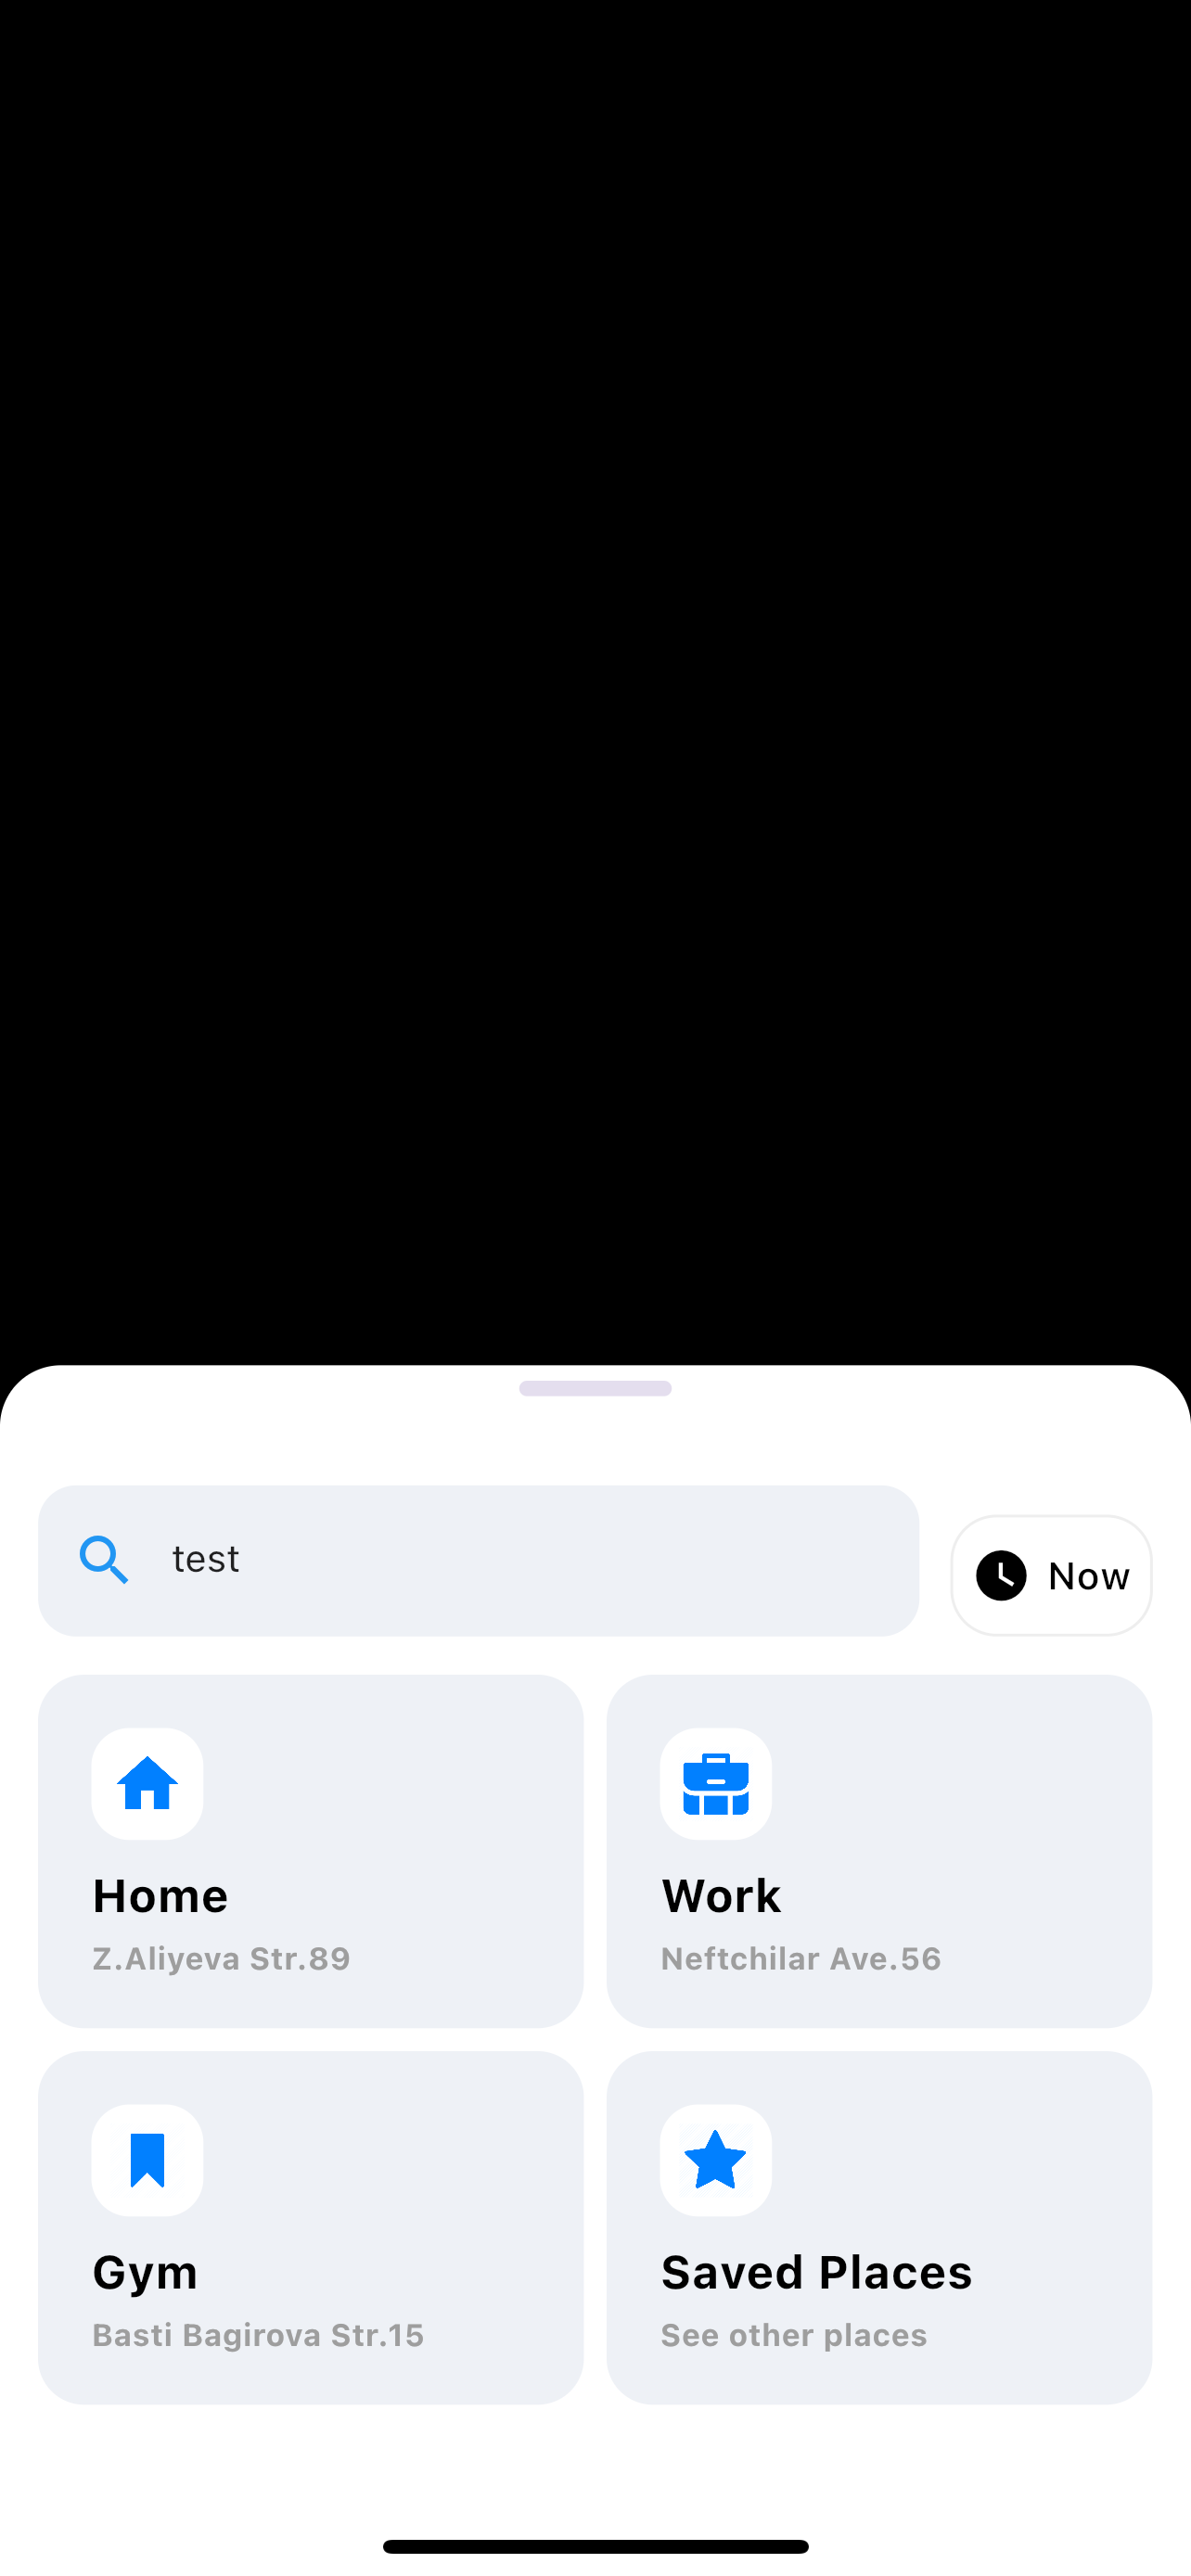 test
Now
Home
Z.Aliyeva Str.89
Work
Neftchilar Ave.56
Gym
Basti Bagirova Str.15
Saved Places
See other places